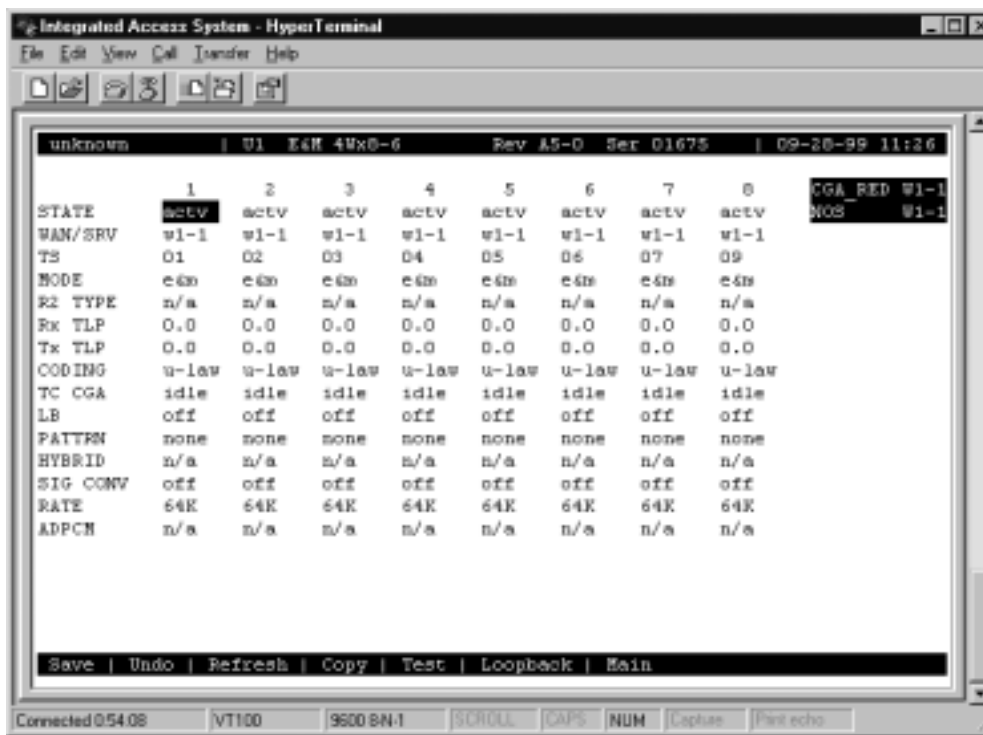 Integrated Access System - HyperTerminal
File Edit View Call Transfer Help
unknown | U1 E&M 4Wx8-6 Rev A5-0 Ser 01675 | 09-28-99 11:26
1 2 3 4 5 6 7 8 CGA_RED W1-1
STATE actv actv actv actv actv actv actv actv NOS W1-1
WAN/SRV w1-1 w1-1 w1-1 w1-1 w1-1 w1-1 w1-1 w1-1
TS 01 02 03 04 05 06 07 09
MODE e&m e&m e&m e&m e&m e&m e&m e&m
R2 TYPE n/a n/a n/a n/a n/a n/a n/a n/a
Rx TLP 0.0 0.0 0.0 0.0 0.0 0.0 0.0 0.0
Tx TLP 0.0 0.0 0.0 0.0 0.0 0.0 0.0 0.0
CODING u-law u-law u-law u-law u-law u-law u-law u-law
TC CGA idle idle idle idle idle idle idle idle
LB off off off off off off off off
PATTRN none none none none none none none none
HYBRID n/a n/a n/a n/a n/a n/a n/a n/a
SIG CONV off off off off off off off off
RATE 64K 64K 64K 64K 64K 64K 64K 64K
ADPCM n/a n/a n/a n/a n/a n/a n/a n/a
Save | Undo | Refresh | Copy | Test | Loopback | Main
Connected 0:54:08 VT100 9600 8-N-1 SCROLL CAPS NUM Capture Print echo